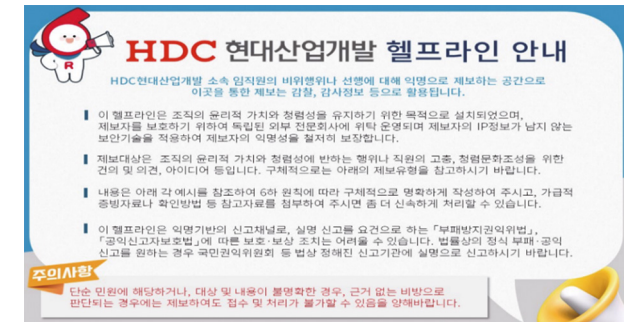 R
HDC 현대산업개발 헬프라인 안내
HDC현대산업개발 소속 임직원의 비위행위나 선행에 대해 익명으로 제보하는 공간으로
이곳을 통한 제보는 감찰, 감사정보 등으로 활용됩니다.
이 헬프라인은 조직의 윤리적 가치와 청렴성을 유지하기 위한 목적으로 설치되었으며,
제보자를 보호하기 위하여 독립된 외부 전문회사에 위탁 운영되며 제보자의 IP정보가 남지 않는
보안기술을 적용하여 제보자의 익명성을 철저히 보장합니다.
제보대상은 조직의 윤리적 가치와 청렴성에 반하는 행위나 직원의 고충, 청렴문화조성을 위한
건의 및 의견, 아이디어 등입니다. 구체적으로는 아래의 제보유형을 참고하시기 바랍니다.
내용은 아래 각 예시를 참조하여 6하 원칙에 따라 구체적으로 명확하게 작성하여 주시고, 가급적
증빙자료나 확인방법 등 참고자료를 첨부하여 주시면 좀 더 신속하게 처리할 수 있습니다.
이 헬프라인은 익명기반의 신고채널로, 실명 신고를 요건으로 하는 「부패방지권익위법」,
「공익신고자보호법」에 따른 보호·보상 조치는 어려울 수 있습니다. 법률상의 정식 부패·공익
신고를 원하는 경우 국민권익위원회 등 법상 정해진 신고기관에 실명으로 신고하시기 바랍니다.
주의사항
단순 민원에 해당하거나, 대상 및 내용이 불명확한 경우, 근거 없는 비방으로
판단되는 경우에는 제보하여도 접수 및 처리가 불가할 수 있음을 양해바랍니다.